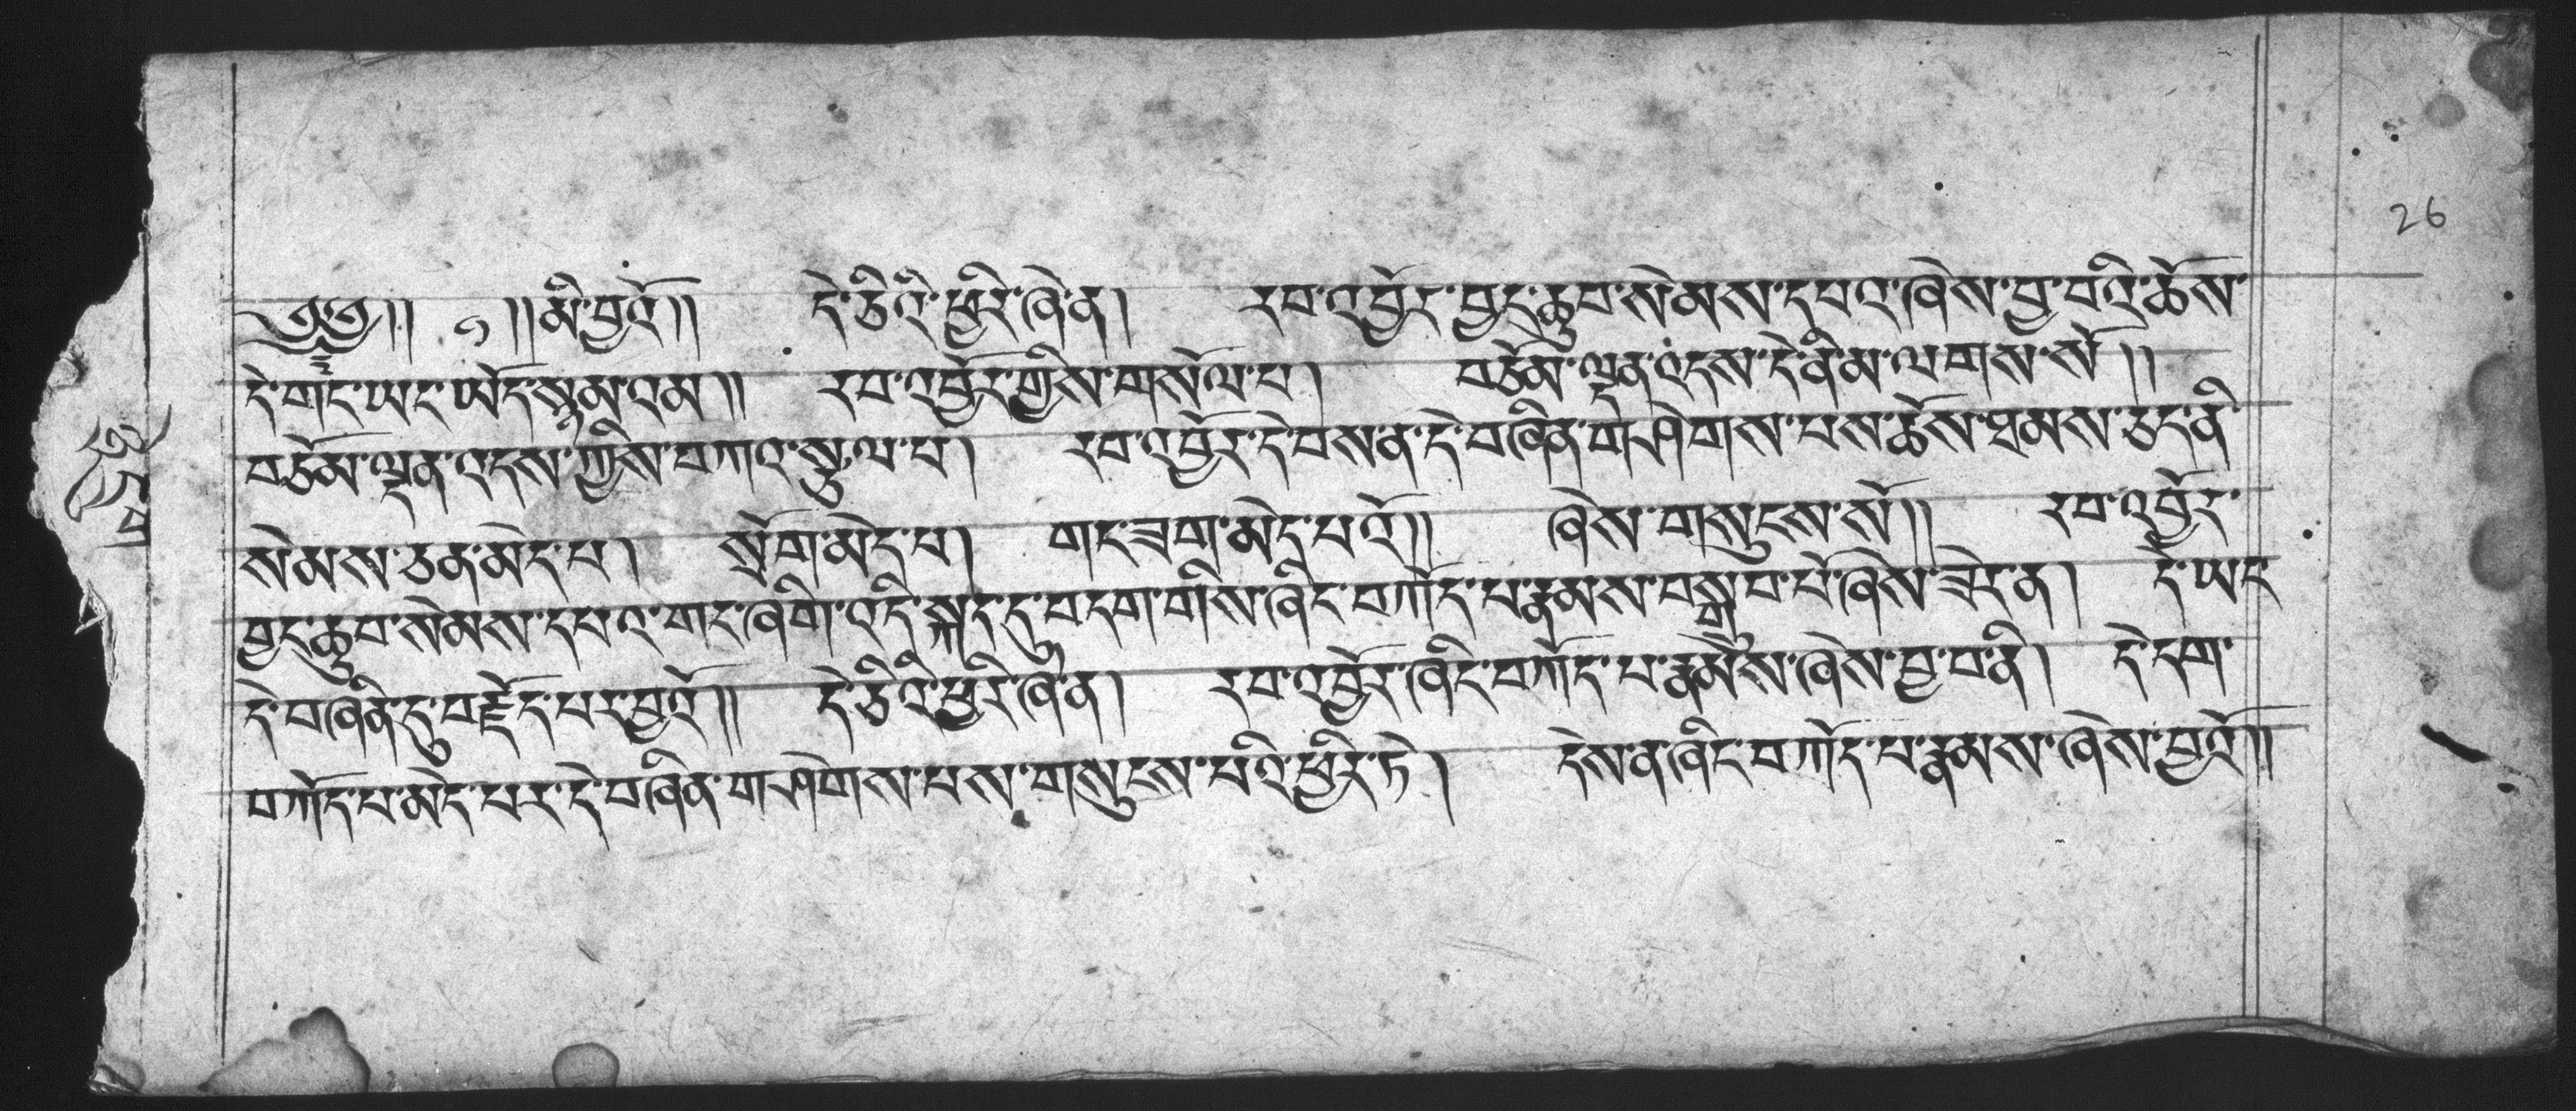 ༄༅།། ༡ །།མི་བྱའོ།། དེ་ཅིའི་ཕྱིར་ཞེ་ན། རབ་འབྱོར་བྱང་ཆུབ་སེམས་དཔའ་ཞེས་བྱ་བའི་ཆོས་
དེ་གང་ཡང་ཡོད་སྙམ་འམ།། རབ་འབྱོར་གྱིས་གསོལ་པ། བཅོམ་ལྡན་འདས་དེ་ནི་མ་ལགས་སོ།།
བཅོམ་ལྡན་འདས་ཀྱིས་བཀའ་སྩལ་པ། རབ་འབྱོར་དེ་བས་ན་དེ་བཞིན་གཤེགས་པས་ཆོས་ཐམས་ཅད་ནི་
སེམས་ཅན་མེད་པ། སྲོག་མེད་པ། གང་ཟག་མེད་པའོ།། ཞེས་གསུངས་སོ།། རབ་འབྱོར་
བྱང་ཆུབ་སེམས་དཔའ་གང་ཞིག་འདི་སྐད་དུ་བདག་གིས་ཞིང་བཀོད་པ་རྣམས་བསྒྲུབ་པོ་ཞེས་ཟེར་ན། དེ་ཡང་
དེ་བཞིན་དུ་བརྗོད་པར་བྱའོ།། དེ་ཅིའི་ཕྱིར་ཞེ་ན། རབ་འབྱོར་ཞིང་བཀོད་པ་རྣམས་ཞེས་བྱ་བ་ནི། དེ་དག་
བཀོད་པ་མེད་པར་དེ་བཞིན་གཤེགས་པས་གསུངས་པའི་ཕྱིར་ཏེ། དེས་ན་ཞིང་བཀོད་པ་རྣམས་ཞེས་བྱའོ།།
26